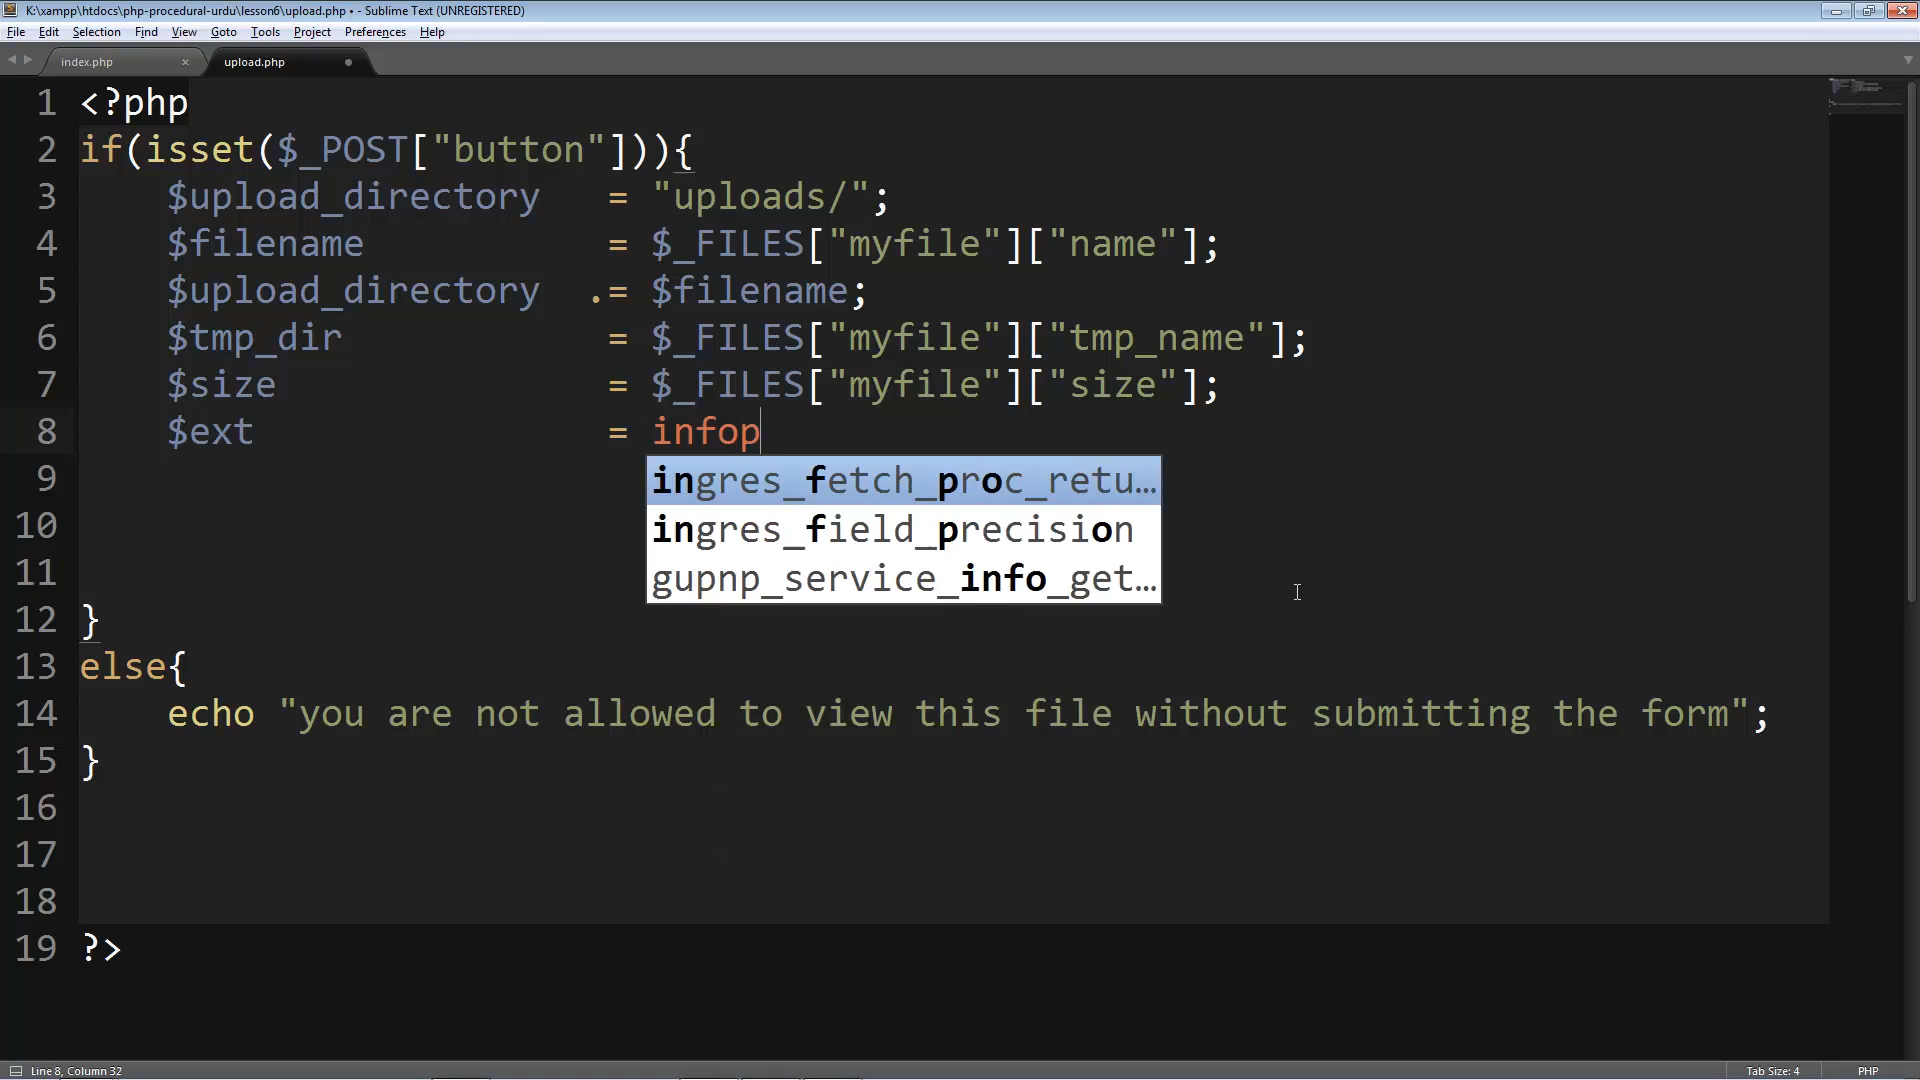 K:\xampp\htdocs\php-procedural-urdu\lesson6\upload.php • - Sublime Text (UNREGISTERED)
File Edit Selection Find View Goto Tools Project Preferences Help
index.php × upload.php
1 <?php
2 if(isset($_POST["button"])){
3 $upload_directory = "uploads/";
4 $filename = $_FILES["myfile"]["name"];
5 $upload_directory .= $filename;
6 $tmp_dir = $_FILES["myfile"]["tmp_name"];
7 $size = $_FILES["myfile"]["size"];
8 $ext = infop
9 ingres_fetch_proc_retu…
10 ingres_field_precision
11 gupnp_service_info_get…
12 }
13 else{
14 echo "you are not allowed to view this file without submitting the form";
15 }
16
17
18
19 ?>
Line 8, Column 32 Tab Size: 4 PHP